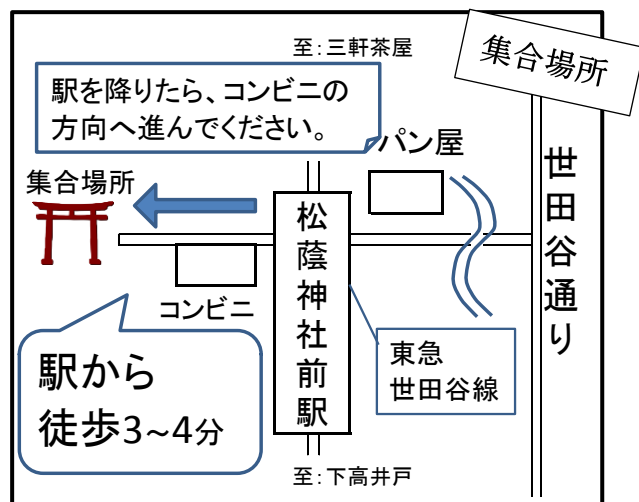 至：三軒茶屋
集合場所
駅を降りたら、コンビニの
方向へ進んでください。
パン屋
集合場所
世田谷通り
松陰神社前駅
コンビニ
駅から
徒歩3～4分
東急
世田谷線
至：下高井戸